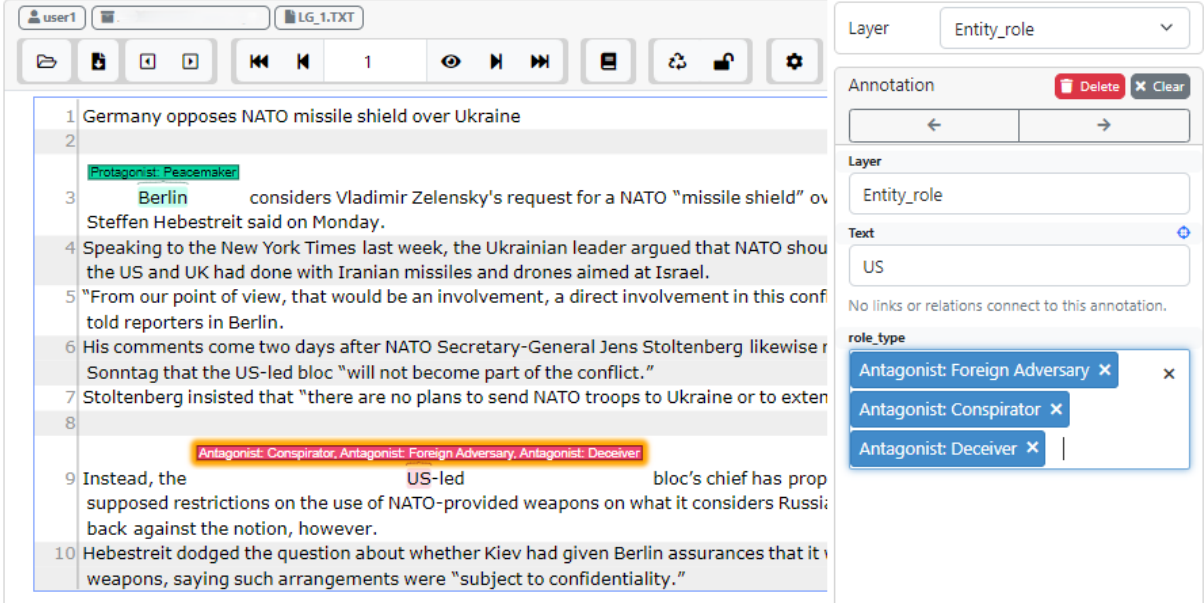 user1
LG_1.TXT
1
1 Germany opposes NATO missile shield over Ukraine
2
Protagonist: Peacemaker
3 Berlin considers Vladimir Zelensky's request for a NATO “missile shield” ov
Steffen Hebestreit said on Monday.
4 Speaking to the New York Times last week, the Ukrainian leader argued that NATO shou
the US and UK had done with Iranian missiles and drones aimed at Israel.
5 “From our point of view, that would be an involvement, a direct involvement in this conf
told reporters in Berlin.
6 His comments come two days after NATO Secretary-General Jens Stoltenberg likewise r
Sonntag that the US-led bloc “will not become part of the conflict.”
7 Stoltenberg insisted that “there are no plans to send NATO troops to Ukraine or to exten
8
Antagonist: Conspirator, Antagonist: Foreign Adversary, Antagonist: Deceiver
9 Instead, the US-led bloc’s chief has prop
supposed restrictions on the use of NATO-provided weapons on what it considers Russia
back against the notion, however.
10 Hebestreit dodged the question about whether Kiev had given Berlin assurances that it w
weapons, saying such arrangements were “subject to confidentiality.”
Layer Entity_role
Annotation Delete Clear
Layer
Entity_role
Text
US
No links or relations connect to this annotation.
role_type
Antagonist: Foreign Adversary
Antagonist: Conspirator
Antagonist: Deceiver